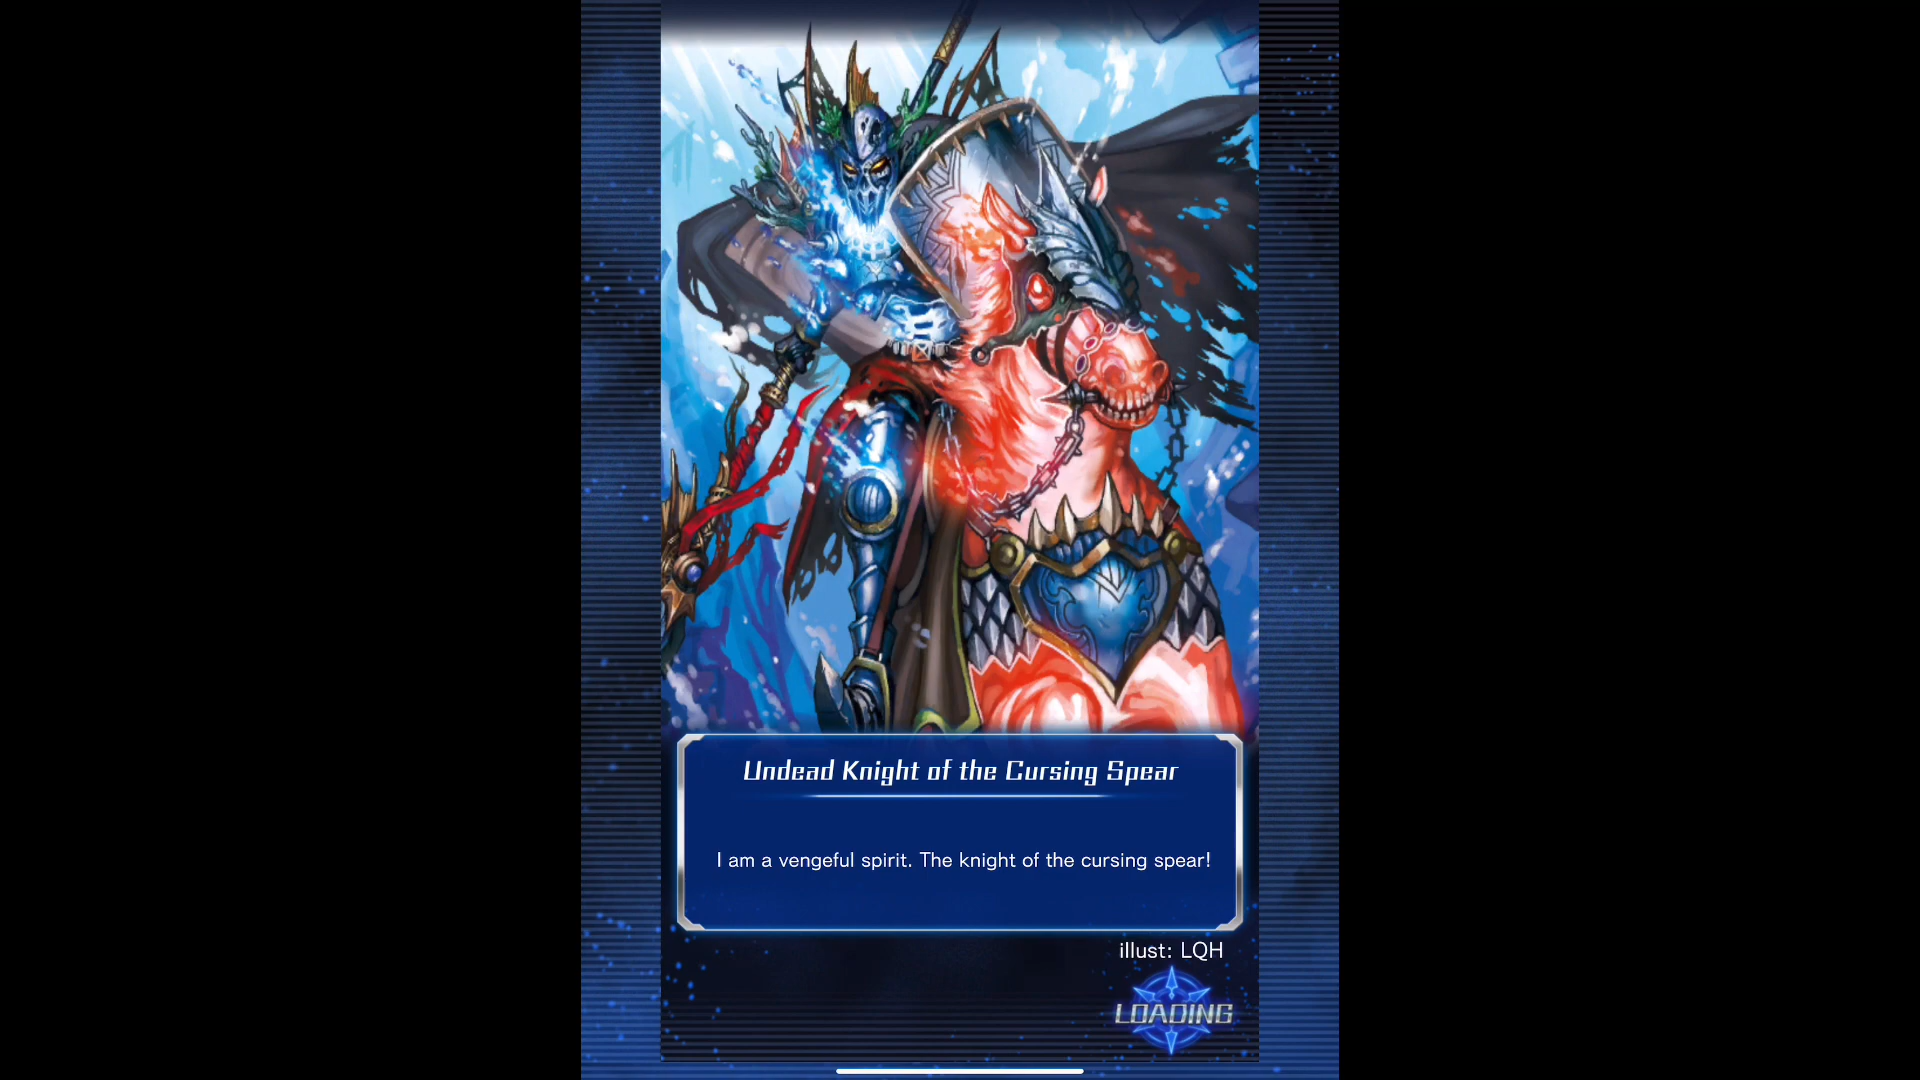 Undead Knight of the Cursing Spear
I am a vengeful spirit. The knight of the cursing spear!
illust: LQH
LOADING